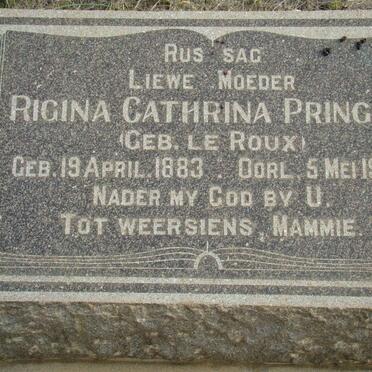 RUS SAG
LIEWE MOEDER
RIGINA CATHRINA PRING
(GEB. LE ROUX)
GEB. 19 APRIL. 1883. OORL. 5 MEI 19
NADER MY GOD BY U.
TOT WEERSIENS, MAMMIE.